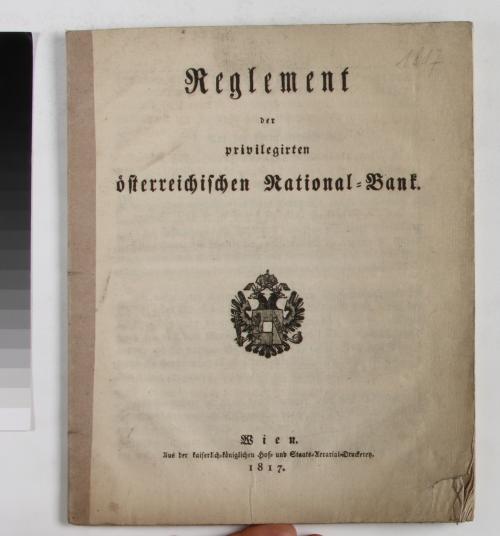 1817
Reglement
der
privilegirten
österreichischen National-Bank.
Wien.
Aus der kaiserlich-königlichen Hof- und Staats-Aerarial-Druckerey.
1817.